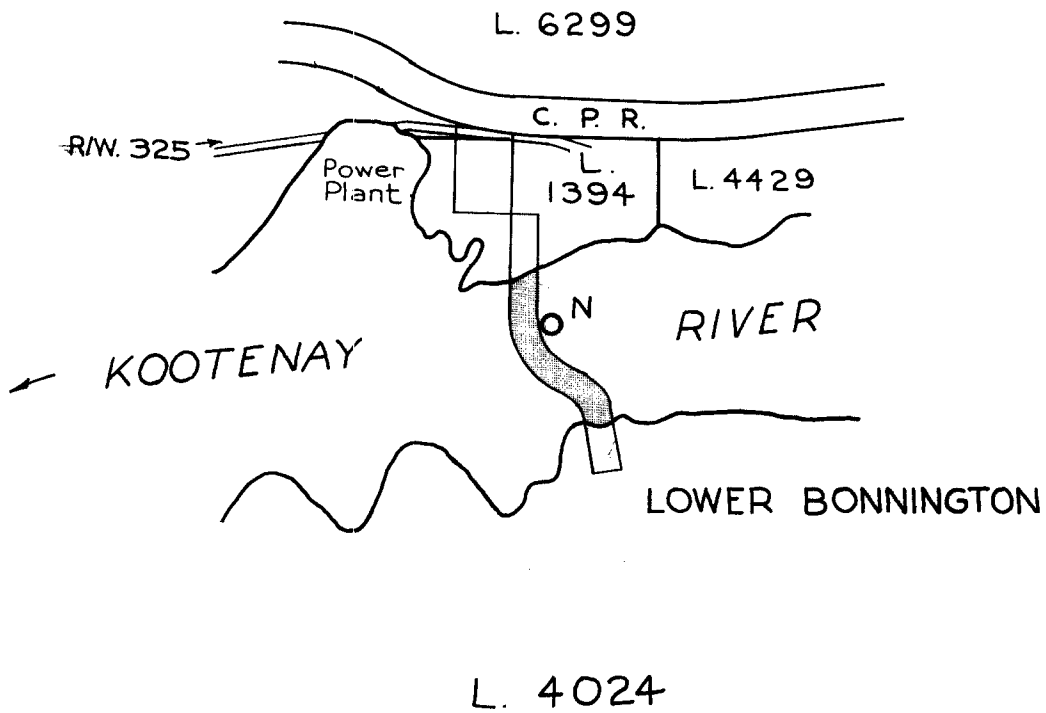 L. 6299
C. P. R.
R/W. 325
Power
Plant
L.
1394
L. 4429
N
RIVER
KOOTENAY
LOWER BONNINGTON
L. 4024